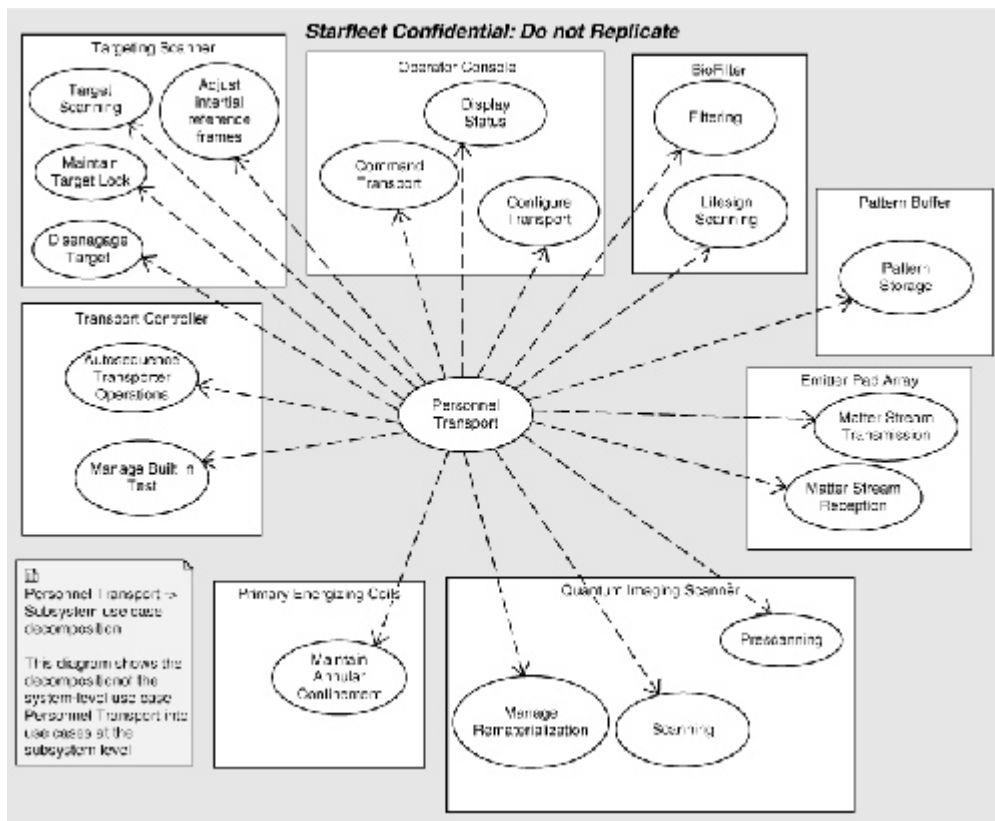 Starfleet Confidential: Do not Replicate
Targeting Scanner
Target
Scanning
Adjust
intertial
reference
frames
Maintain
Target Lock
Disenagage
Target
Operator Console
Display
Status
Command
Transport
Configure
Transport
BioFilter
Filtering
Lifesign
Scanning
Pattern Buffer
Pattern
Storage
Transport Controller
Autosequence
Transporter
Operations
Manage Built in
Test
Personnel
Transport
Emitter Pad Array
Matter Stream
Transmission
Matter Stream
Reception
Primary Energizing Coils
Maintain
Annular
Confinement
Quantum Imaging Scanner
Prescanning
Manage
Rematerialization
Scanning
Personnel Transport ->
Subsystem use case
decomposition
This diagram shows the
decompositionof the
system-level use case
Personnel Transport into
use cases at the
subsystem level